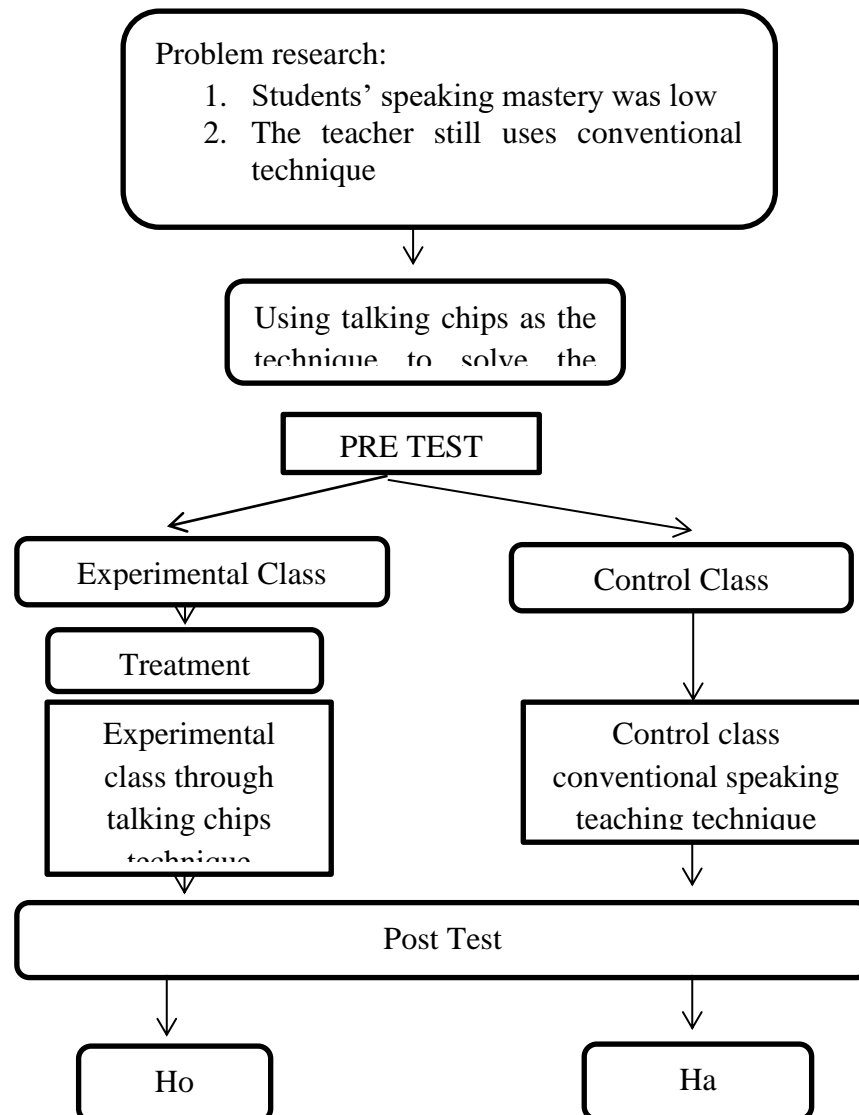 Problem research:
1. Students’ speaking mastery was low
2. The teacher still uses conventional
technique
Using talking chips as the
technique to solve the
PRE TEST
Experimental Class
Control Class
Treatment
Experimental
class through
talking chips
technique
Control class
conventional speaking
teaching technique
Post Test
Ho
Ha